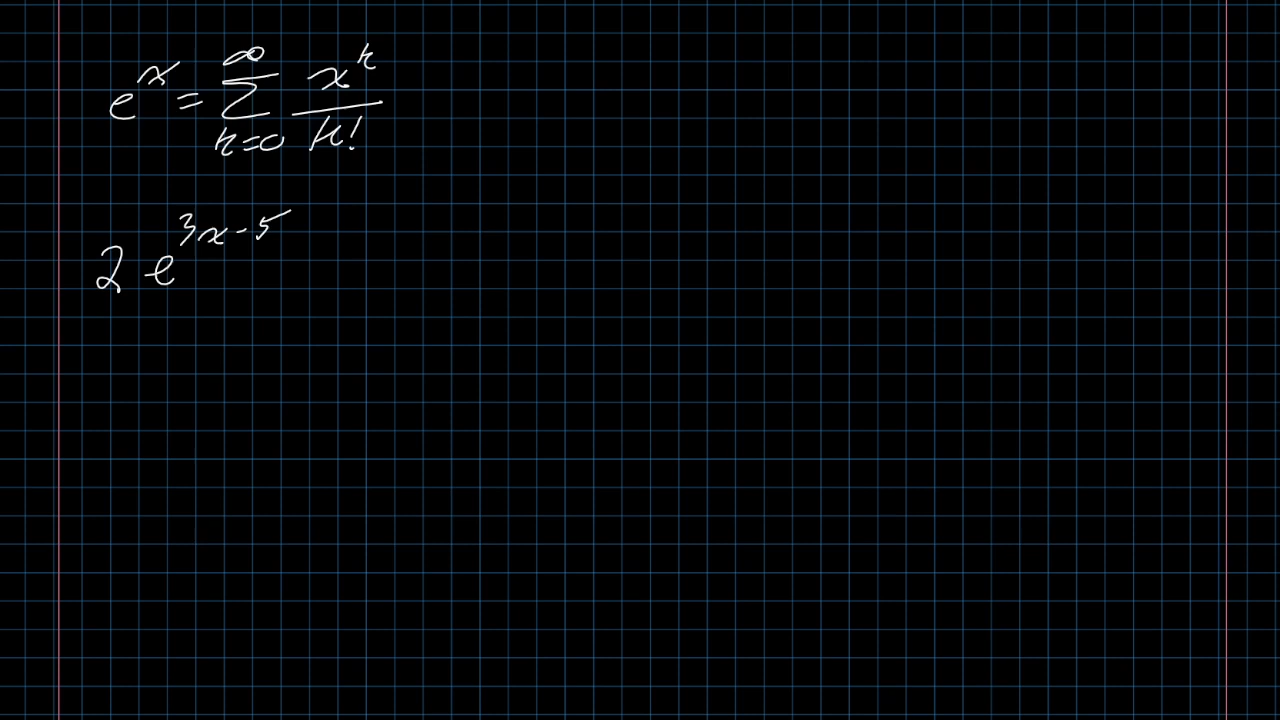 e^x = \sum_{k=0}^{\infty} \frac{x^k}{k!}
2 e^{3x-5}